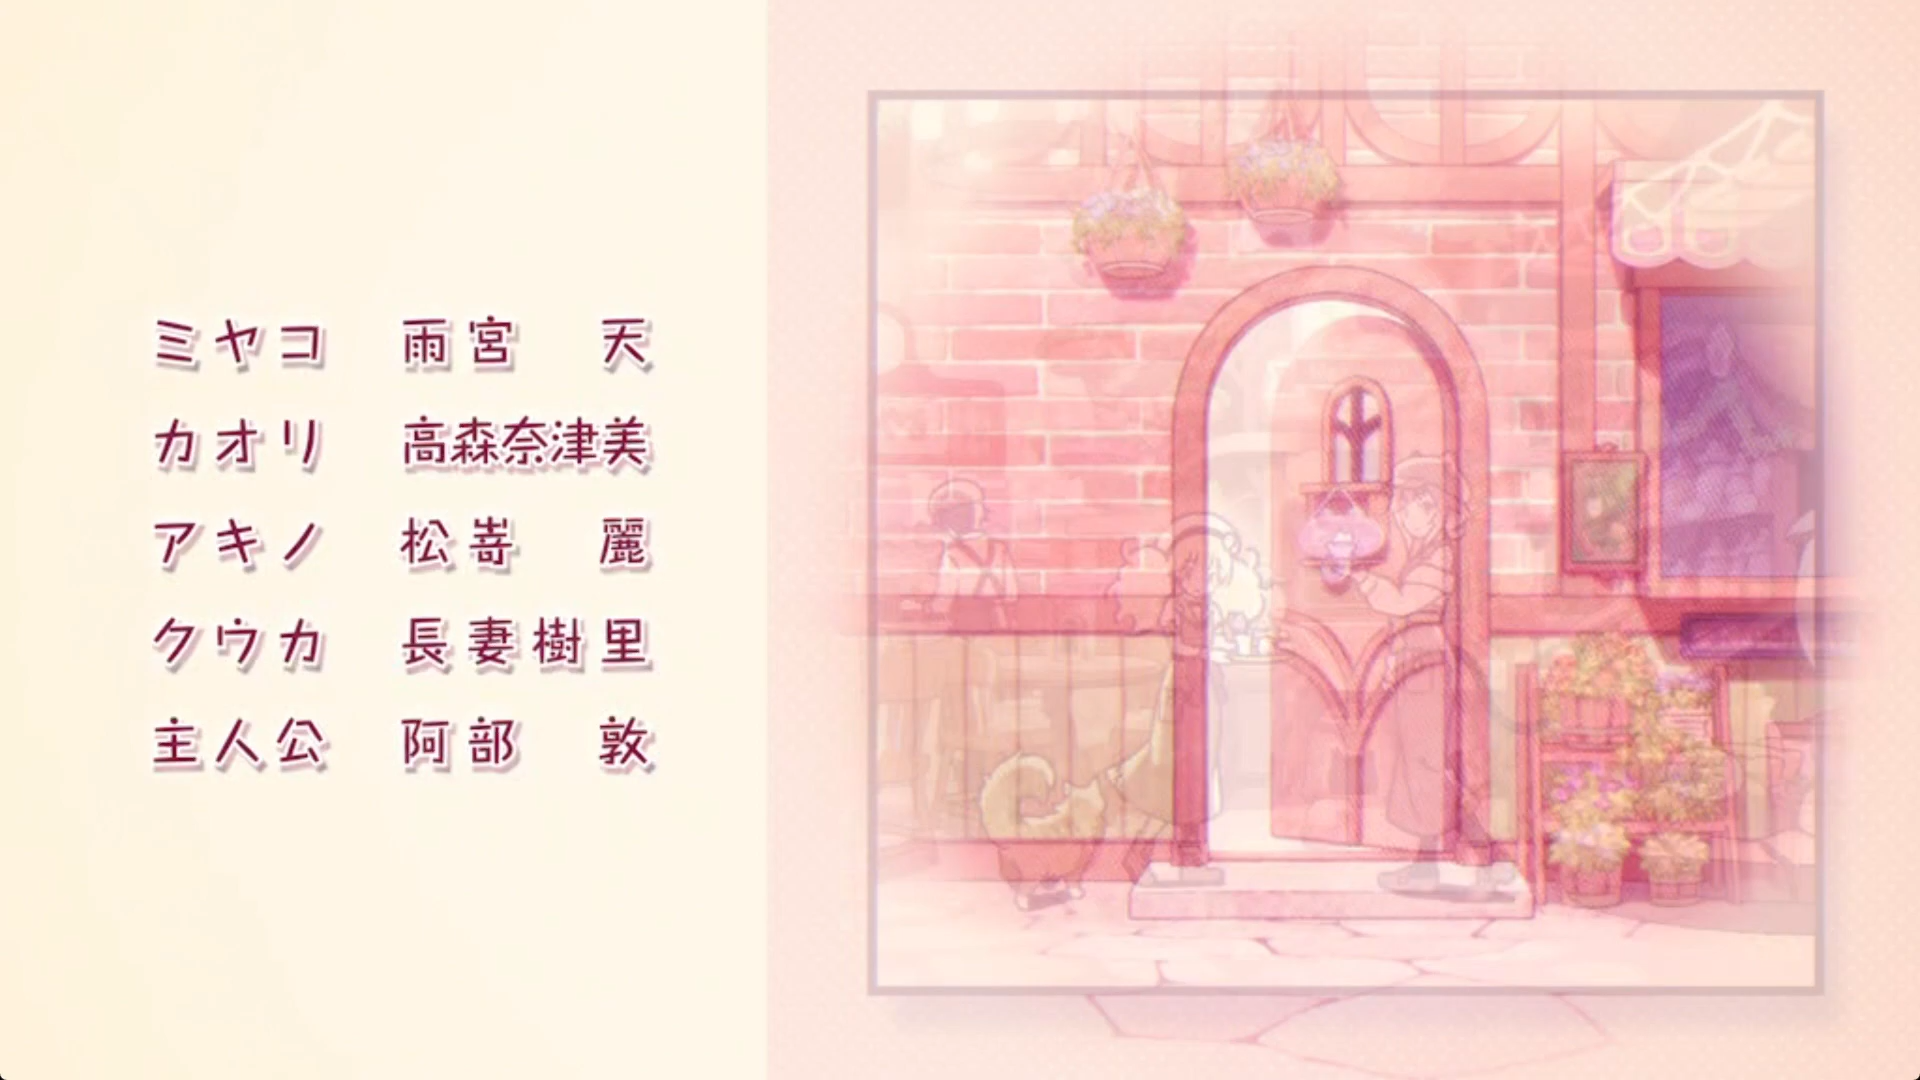 ミヤコ 雨宮 天
カオリ 高森奈津美
アキノ 松嵜 麗
クウカ 長妻樹里
主人公 阿部 敦